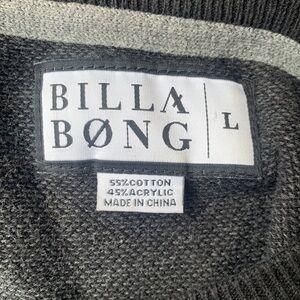 BILLA
BØNG
L
55%COTTON
45%ACRYLIC
MADE IN CHINA